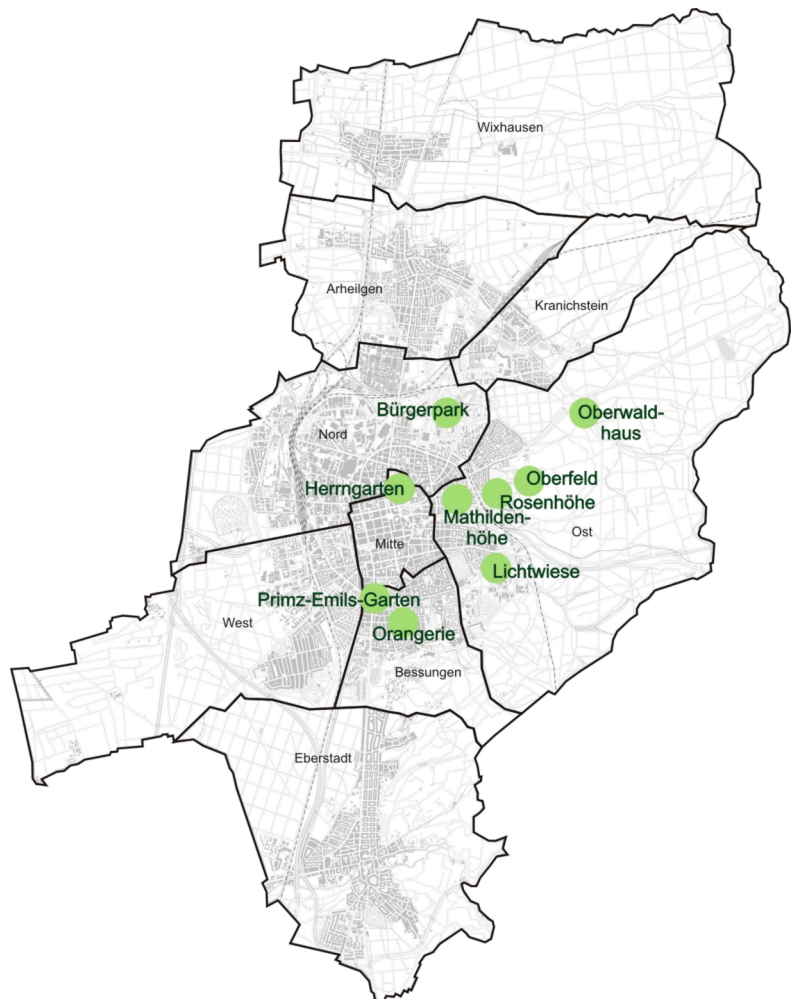 Wixhausen
Arheilgen
Kranichstein
Bürgerpark
Oberwald-
haus
Nord
Herrngarten
Oberfeld
Rosenhöhe
Mathilden-
höhe
Ost
Mitte
Lichtwiese
Primz-Emils-Garten
West
Orangerie
Bessungen
Eberstadt